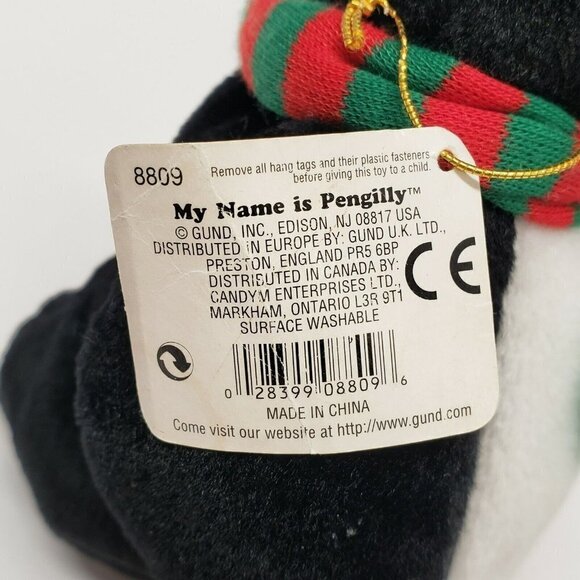 8809
Remove all hang tags and their plastic fasteners
before giving this toy to a child.
My Name is Pengilly™
© GUND, INC., EDISON, NJ 08817 USA
DISTRIBUTED IN EUROPE BY: GUND U.K. LTD.,
PRESTON, ENGLAND PR5 6BP
DISTRIBUTED IN CANADA BY:
CANDYM ENTERPRISES LTD.,
MARKHAM, ONTARIO L3R 9T1
SURFACE WASHABLE
CE
0 28399 08809 6
MADE IN CHINA
Come visit our website at http://www.gund.com